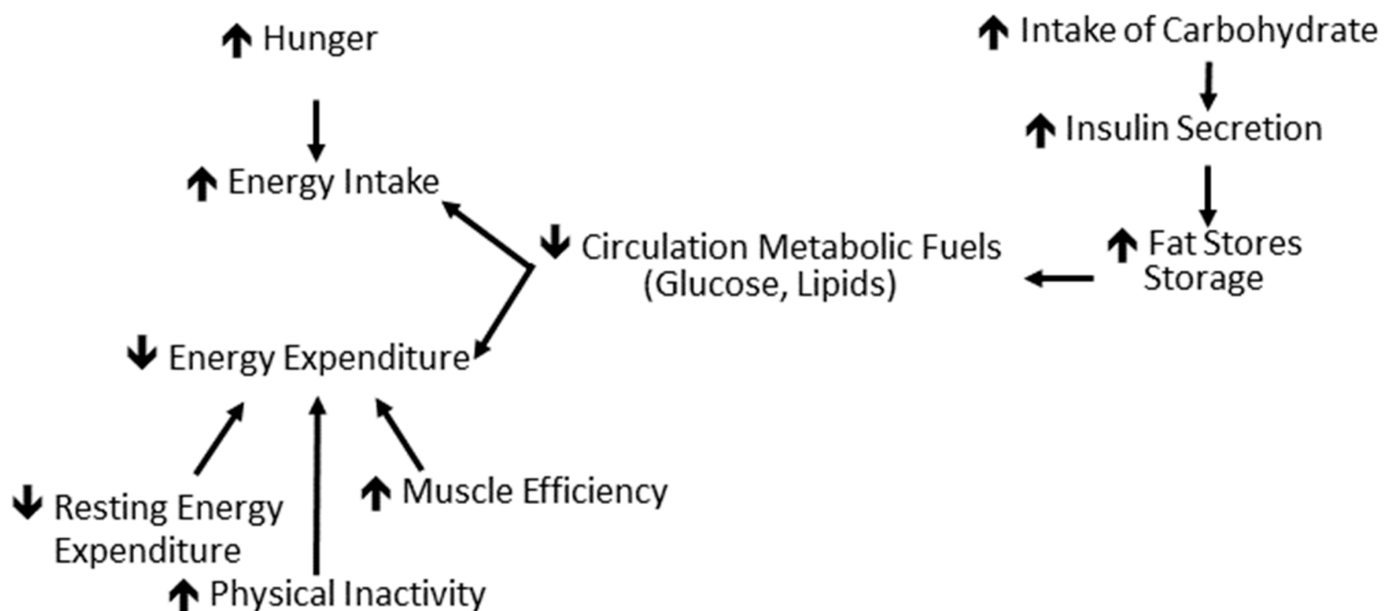 ↑ Hunger
↑ Intake of Carbohydrate
↑ Insulin Secretion
↑ Energy Intake
↓ Circulation Metabolic Fuels
(Glucose, Lipids)
↑ Fat Stores
Storage
↓ Energy Expenditure
↓ Resting Energy
Expenditure
↑ Muscle Efficiency
↑ Physical Inactivity